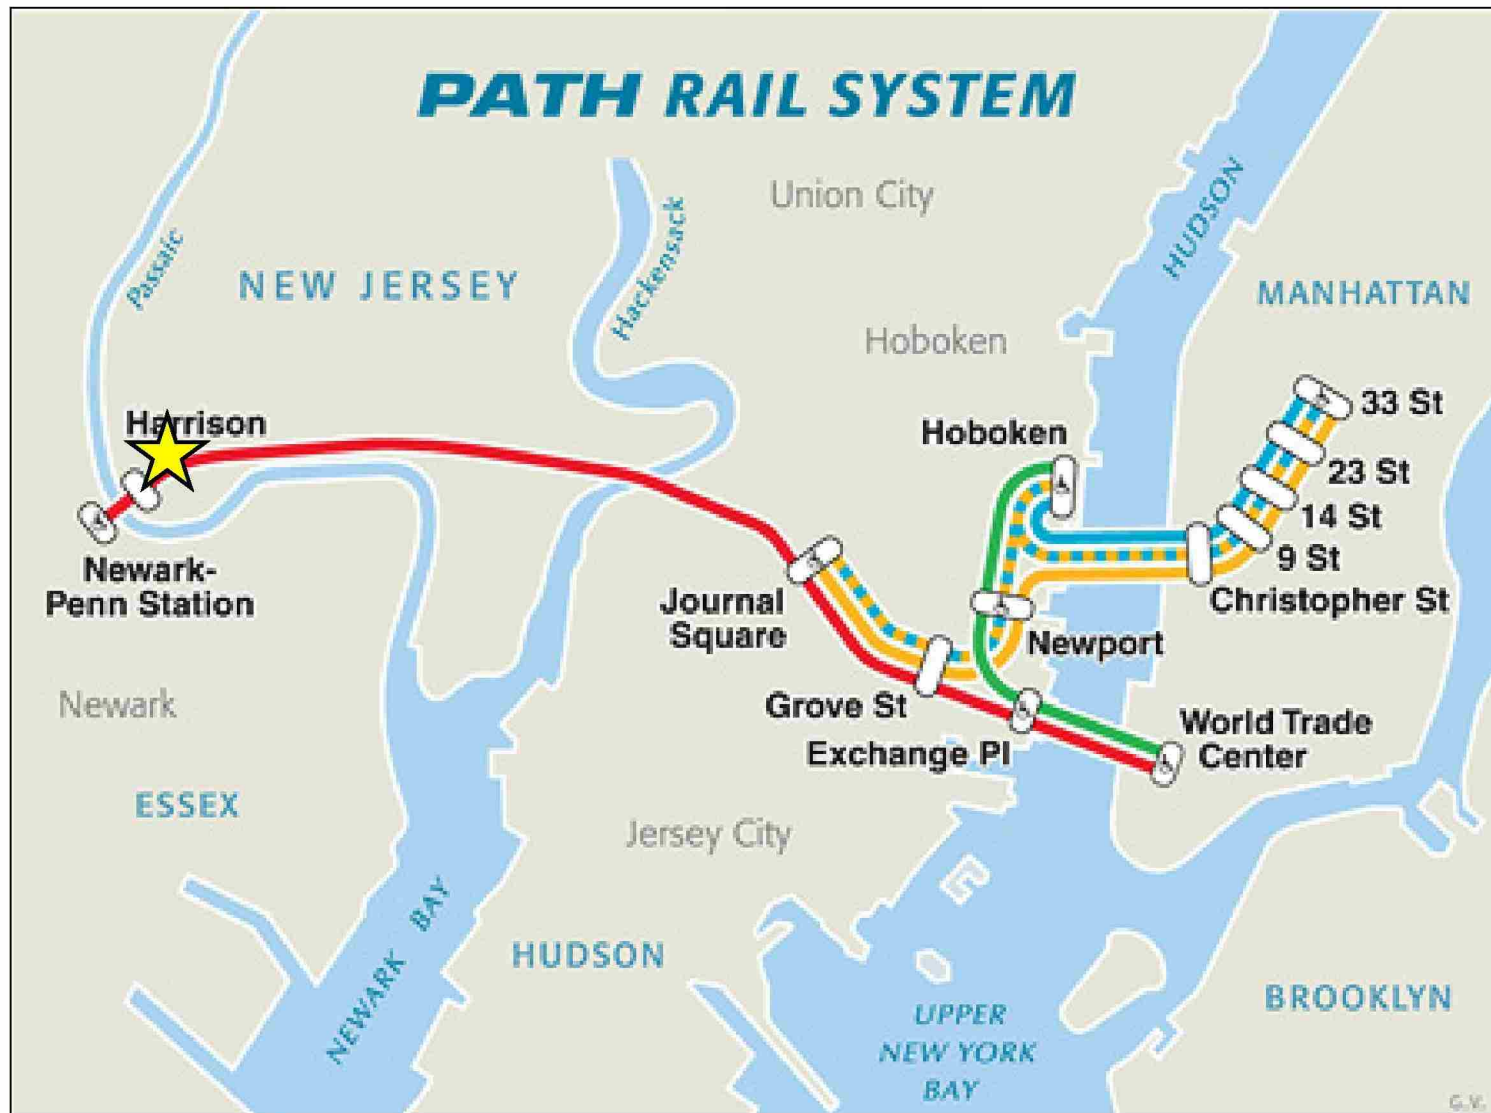 PATH RAIL SYSTEM
Union City
HUDSON
Passaic
Hackensack
NEW JERSEY
MANHATTAN
Hoboken
33 St
Harrison
Hoboken
23 St
14 St
9 St
Newark-
Penn Station
Christopher St
Journal
Square
Newport
Newark
Grove St
World Trade
Center
Exchange Pl
ESSEX
Jersey City
NEWARK BAY
HUDSON
BROOKLYN
UPPER
NEW YORK
BAY
G.V.